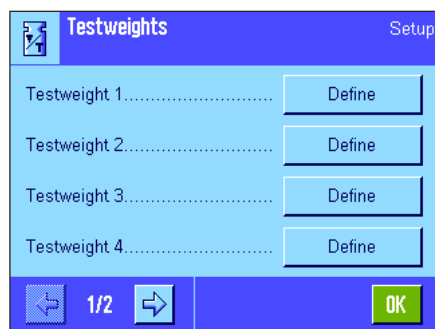 Testweights Setup
Testweight 1........................... Define
Testweight 2........................... Define
Testweight 3........................... Define
Testweight 4........................... Define
1/2 OK